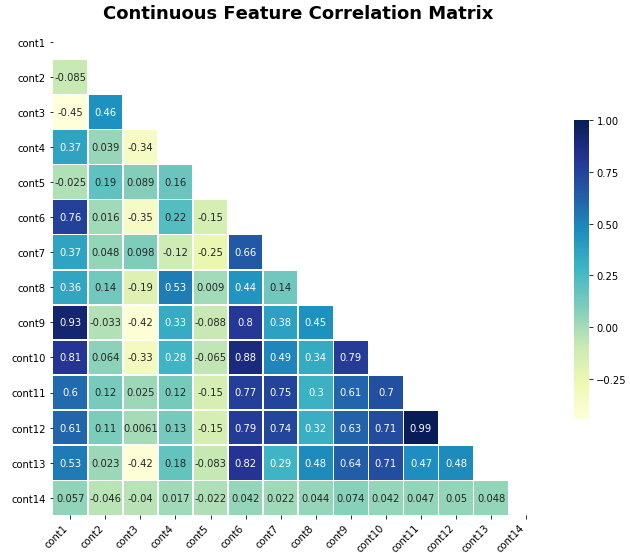 Continuous Feature Correlation Matrix
cont1
cont2 -0.085
cont3 -0.45 0.46
cont4 0.37 0.039 -0.34
cont5 -0.025 0.19 0.089 0.16
cont6 0.76 0.016 -0.35 0.22 -0.15
cont7 0.37 0.048 0.098 -0.12 -0.25 0.66
cont8 0.36 0.14 -0.19 0.53 0.009 0.44 0.14
cont9 0.93 -0.033 -0.42 0.33 -0.088 0.8 0.38 0.45
cont10 0.81 0.064 -0.33 0.28 -0.065 0.88 0.49 0.34 0.79
cont11 0.6 0.12 0.025 0.12 -0.15 0.77 0.75 0.3 0.61 0.7
cont12 0.61 0.11 0.0061 0.13 -0.15 0.79 0.74 0.32 0.63 0.71 0.99
cont13 0.53 0.023 -0.42 0.18 -0.083 0.82 0.29 0.48 0.64 0.71 0.47 0.48
cont14 0.057 -0.046 -0.04 0.017 -0.022 0.042 0.022 0.044 0.074 0.042 0.047 0.05 0.048
cont1 cont2 cont3 cont4 cont5 cont6 cont7 cont8 cont9 cont10 cont11 cont12 cont13 cont14
1.00
0.75
0.50
0.25
0.00
−0.25